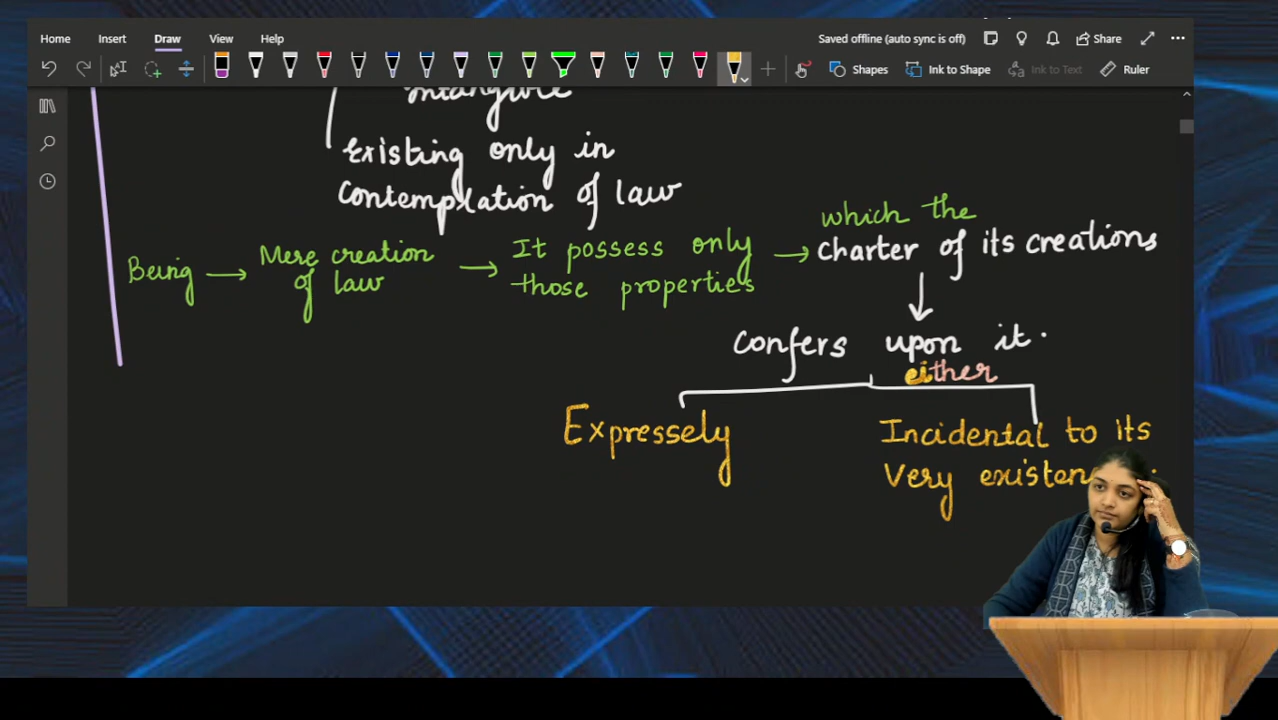 Home Insert Draw View Help
Saved offline (auto sync is off) Share
Shapes Ink to Shape Ink to Text Ruler
intangible
Existing only in
contemplation of law
which the
Being → Mere creation → It possess only → charter of its creations
of law those properties
confers upon it.
either
Expressely Incidental to its
Very